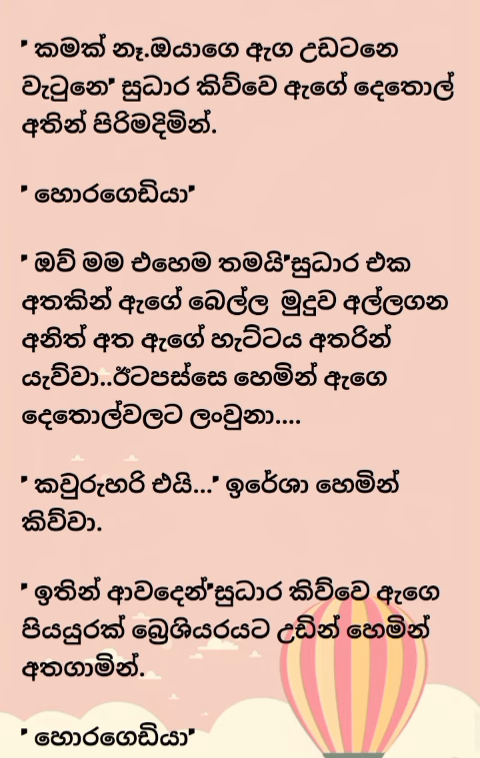 " කමක් නෑ.ඔයාගෙ ඇග උඩටනෙ
වැටුනෙ" සුධාර කිව්වෙ ඇගේ දෙතොල්
අතින් පිරිමදිමින්.
" හොරගෙඩියා"
" ඔව් මම එහෙම තමයි"සුධාර එක
අතකින් ඇගේ බෙල්ල මුදුව අල්ලගන
අනිත් අත ඇගේ හැට්ටය අතරින්
යැව්වා..ඊටපස්සෙ හෙමින් ඇගෙ
දෙතොල්වලට ලංවුනා....
" කවුරුහරි එයි..." ඉරේශා හෙමින්
කිව්වා.
" ඉතින් ආවදෙන්"සුධාර කිව්වෙ ඇගෙ
පියයුරක් බ්‍රෙශියරයට උඩින් හෙමින්
අතගාමින්.
" හොරගෙඩියා"